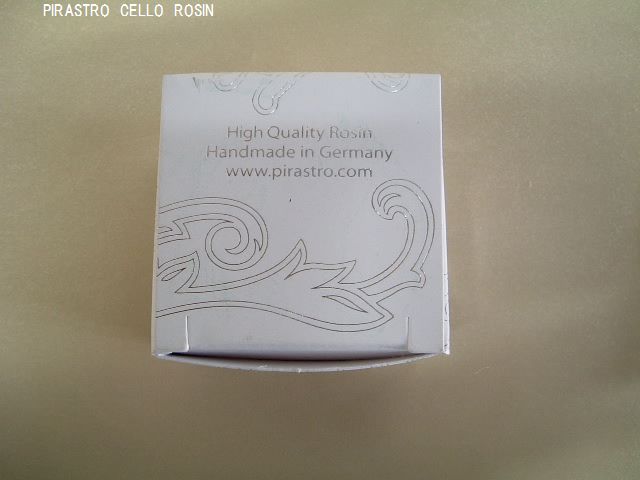 PIRASTRO CELLO ROSIN
High Quality Rosin
Handmade in Germany
www.pirastro.com